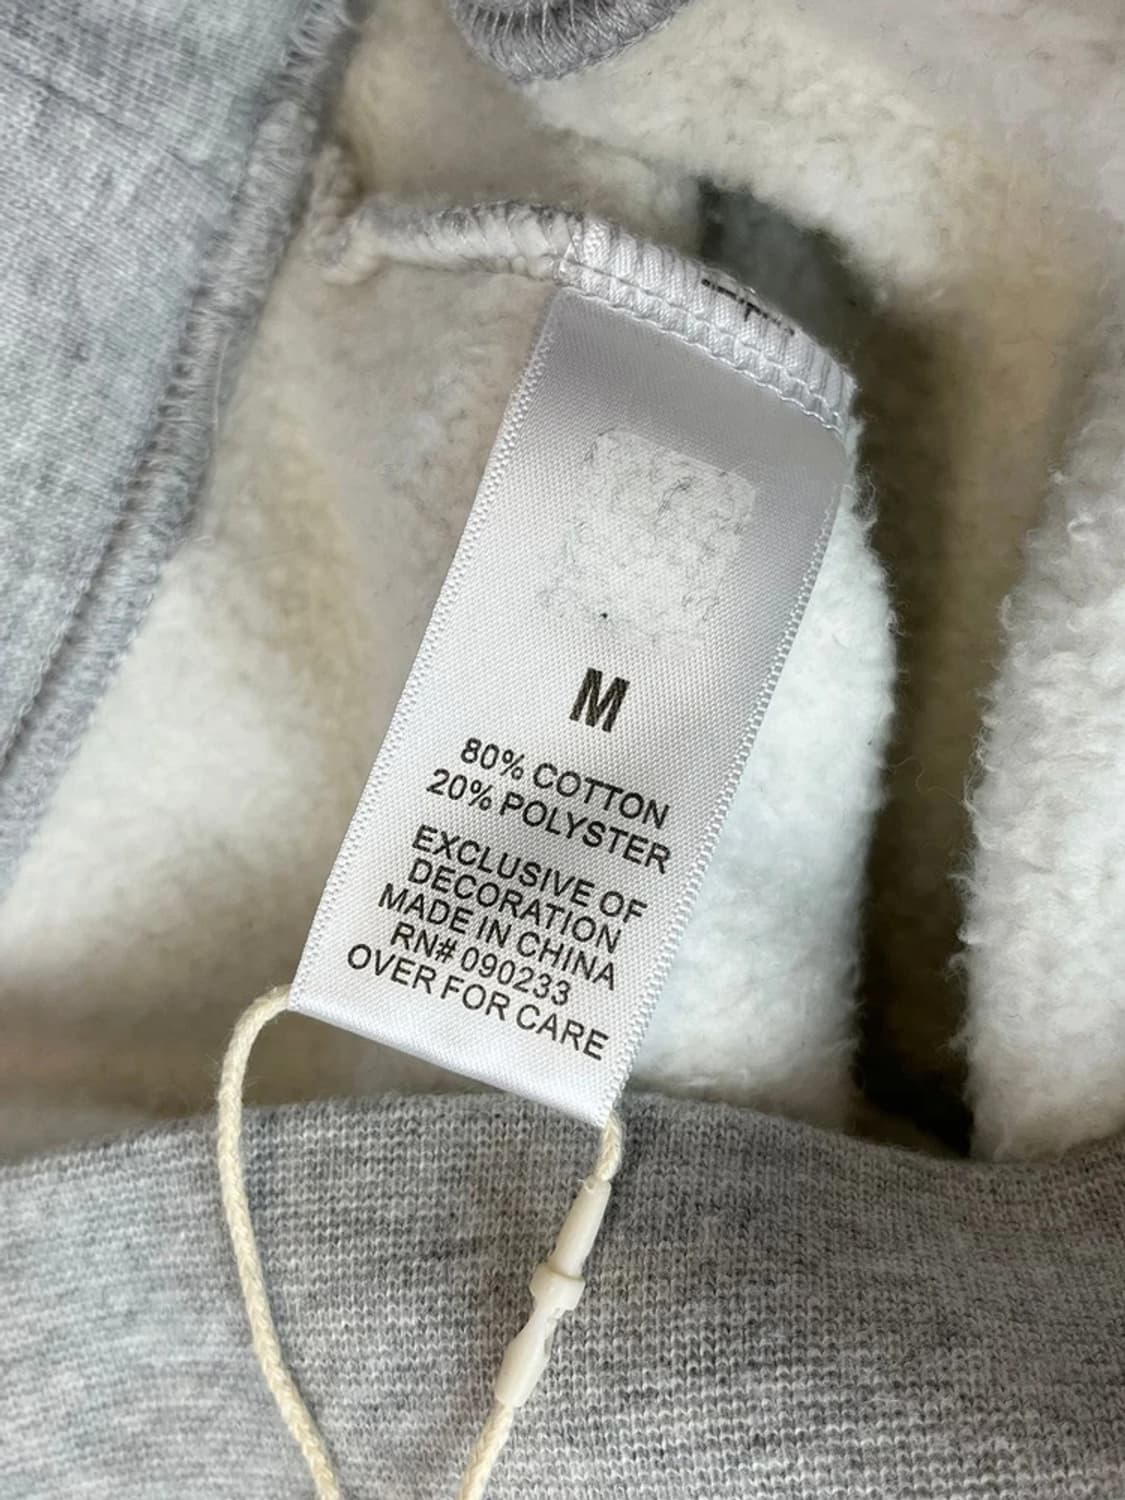 M
80% COTTON
20% POLYSTER
EXCLUSIVE OF
DECORATION
MADE IN CHINA
RN# 090233
OVER FOR CARE